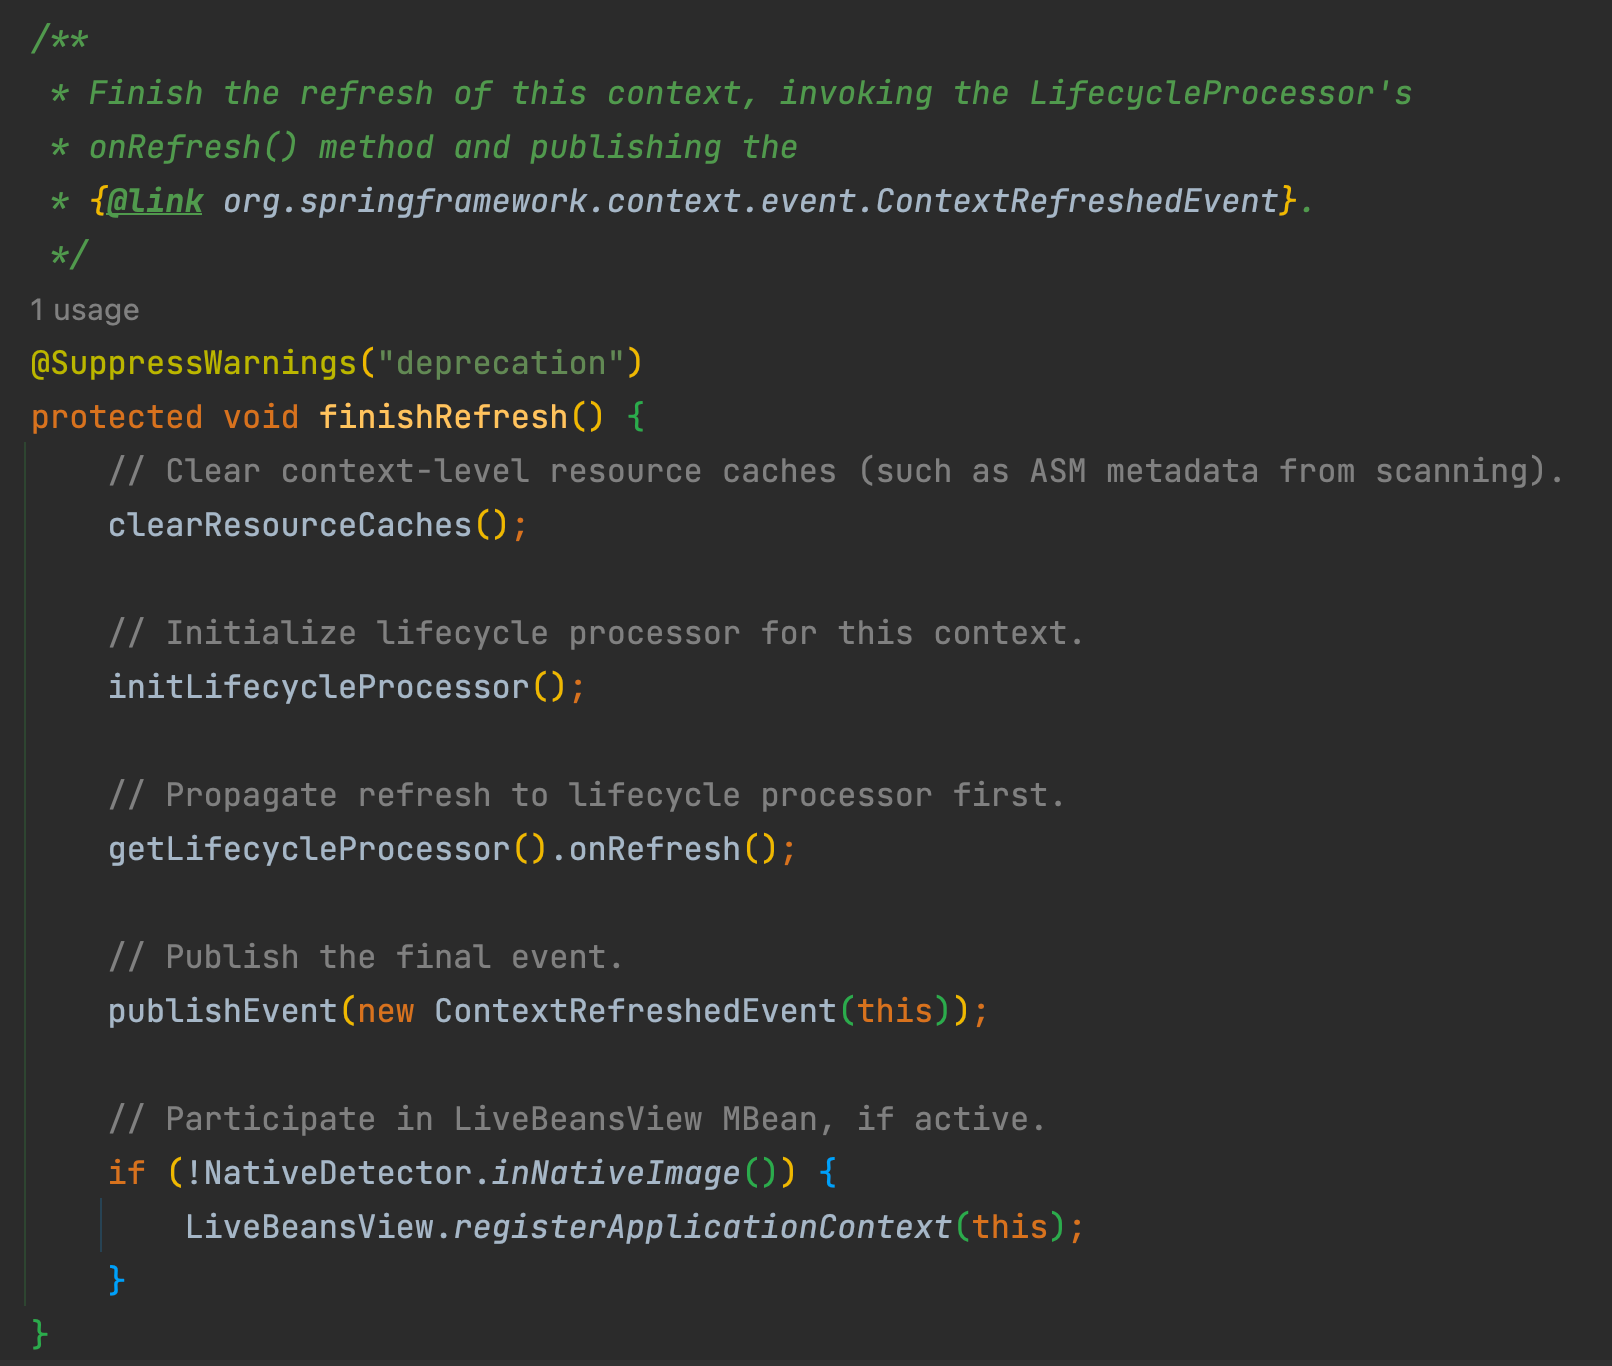 /**
 * Finish the refresh of this context, invoking the LifecycleProcessor's
 * onRefresh() method and publishing the
 * {@link org.springframework.context.event.ContextRefreshedEvent}.
 */
1 usage
@SuppressWarnings("deprecation")
protected void finishRefresh() {
    // Clear context-level resource caches (such as ASM metadata from scanning).
    clearResourceCaches();

    // Initialize lifecycle processor for this context.
    initLifecycleProcessor();

    // Propagate refresh to lifecycle processor first.
    getLifecycleProcessor().onRefresh();

    // Publish the final event.
    publishEvent(new ContextRefreshedEvent(this));

    // Participate in LiveBeansView MBean, if active.
    if (!NativeDetector.inNativeImage()) {
        LiveBeansView.registerApplicationContext(this);
    }
}